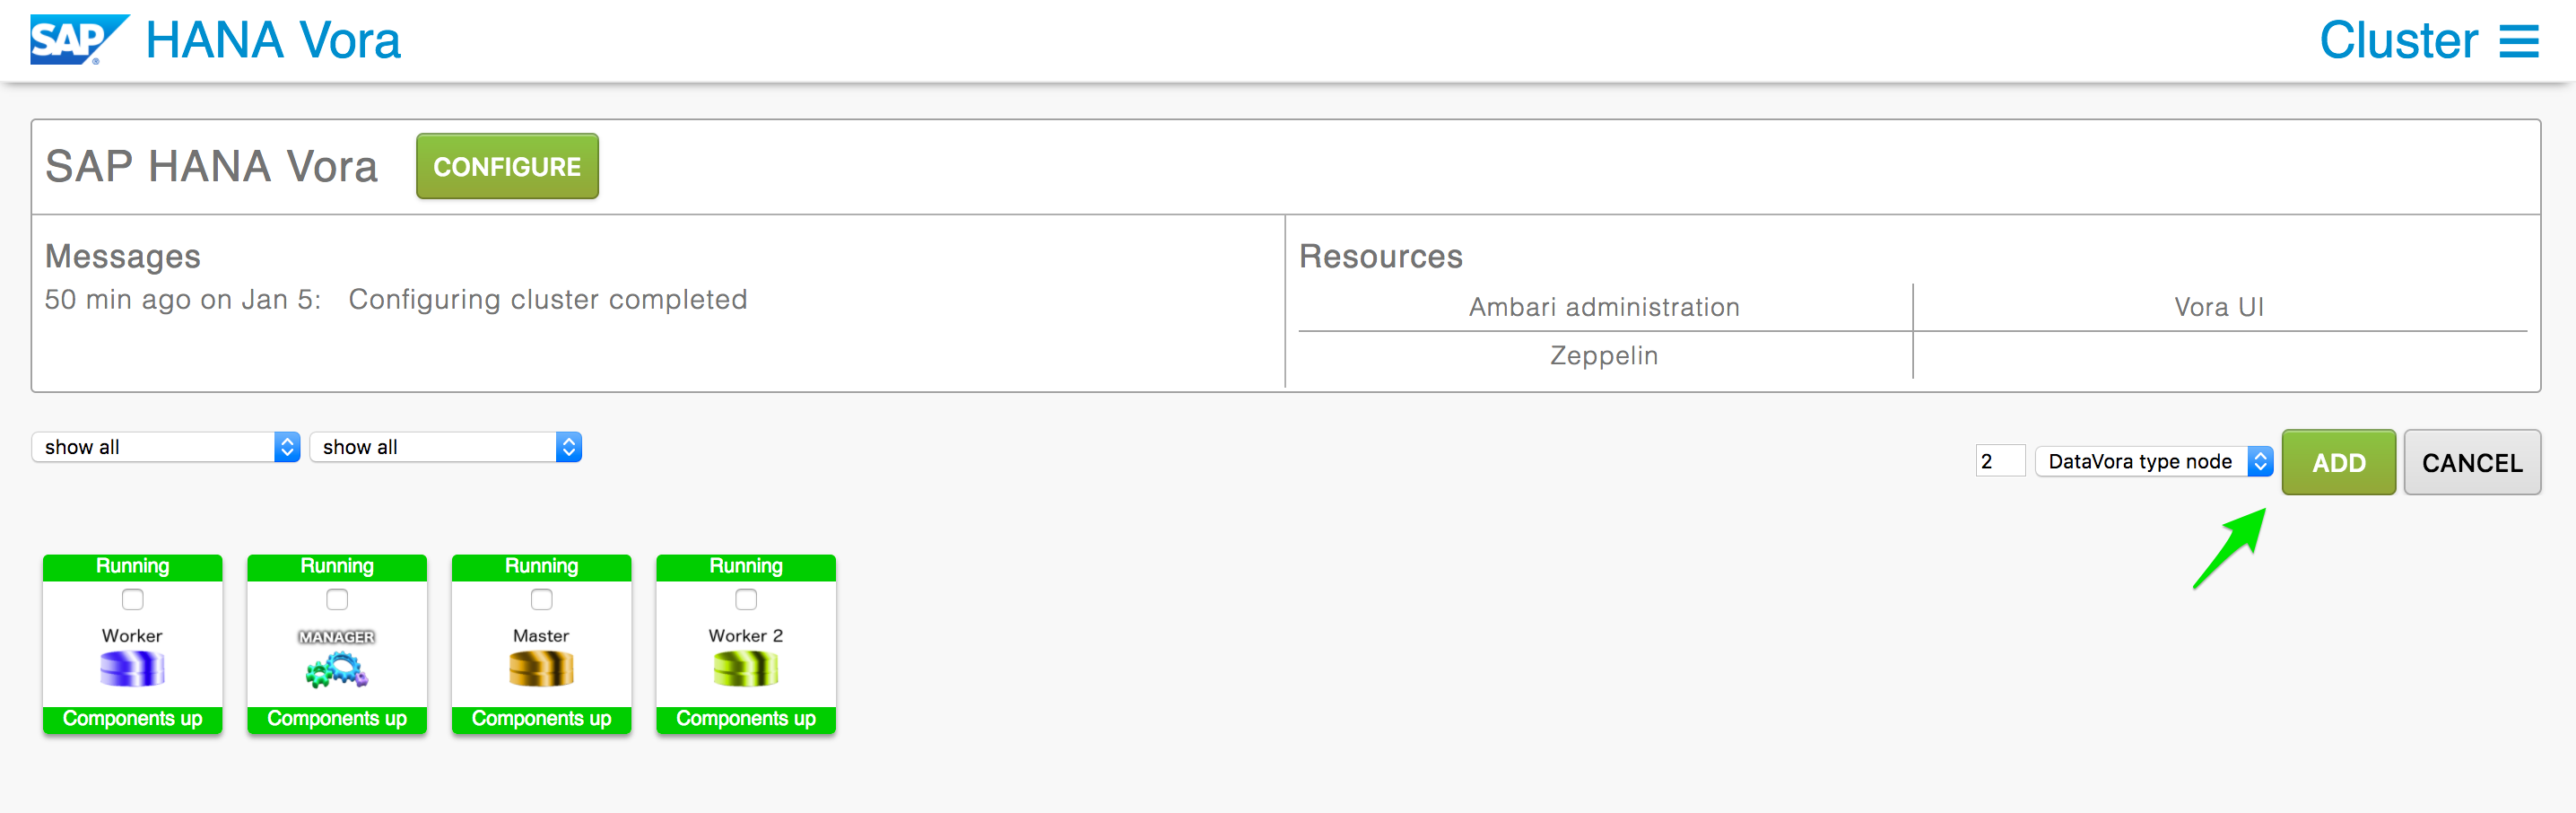 SAP® HANA Vora
Cluster
SAP HANA Vora CONFIGURE
Messages
50 min ago on Jan 5: Configuring cluster completed
Resources
Ambari administration
Vora UI
Zeppelin
show all
show all
2
DataVora type node
ADD
CANCEL
Running
Worker
Components up
Running
MANAGER
Components up
Running
Master
Components up
Running
Worker 2
Components up